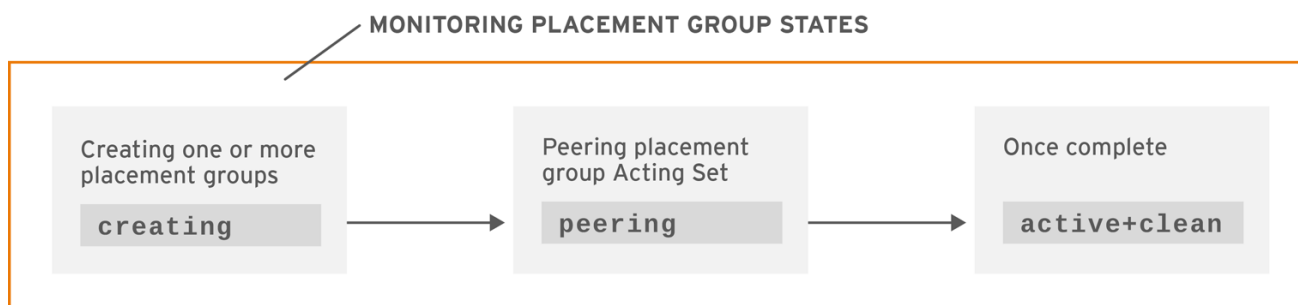 MONITORING PLACEMENT GROUP STATES
Creating one or more
placement groups
creating
Peering placement
group Acting Set
peering
Once complete
active+clean